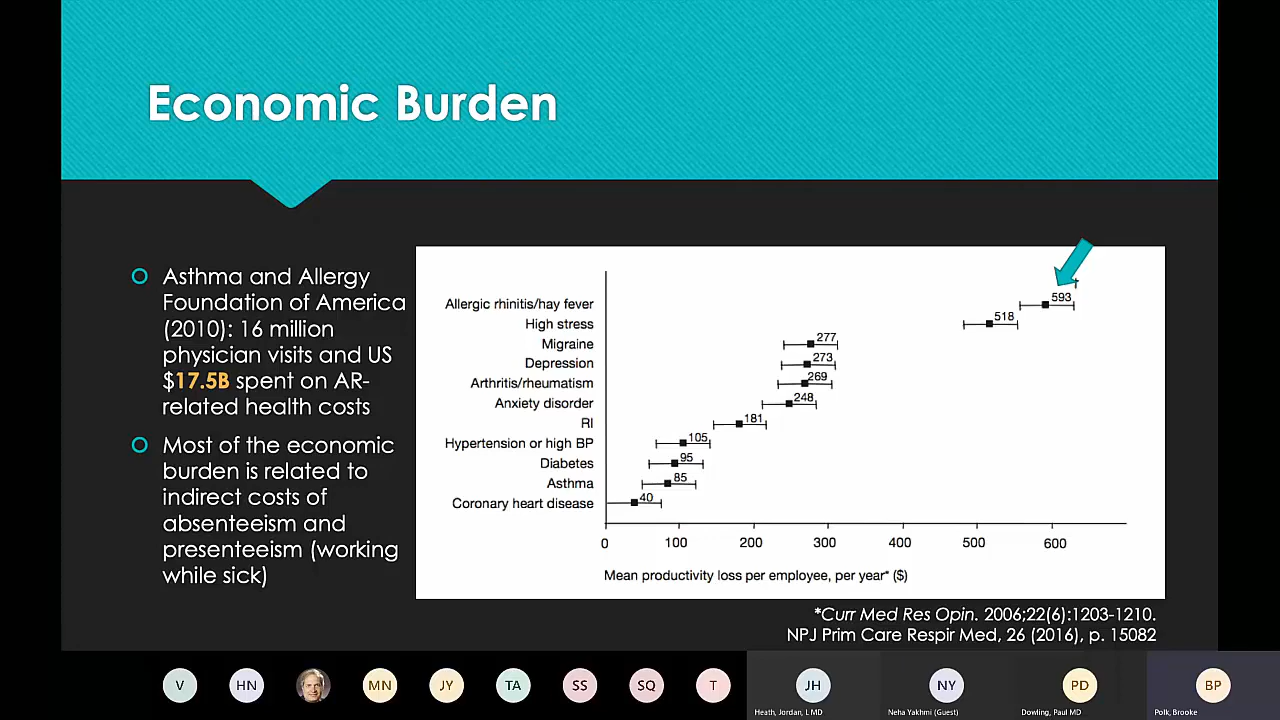 Economic Burden
Asthma and Allergy
Foundation of America
(2010): 16 million
physician visits and US
$17.5B spent on AR-
related health costs
Most of the economic
burden is related to
indirect costs of
absenteeism and
presenteeism (working
while sick)
Allergic rhinitis/hay fever 593
High stress 518
Migraine 277
Depression 273
Arthritis/rheumatism 269
Anxiety disorder 248
RI 181
Hypertension or high BP 105
Diabetes 95
Asthma 85
Coronary heart disease 40
0 100 200 300 400 500 600
Mean productivity loss per employee, per year* ($)
*Curr Med Res Opin. 2006;22(6):1203-1210.
NPJ Prim Care Respir Med, 26 (2016), p. 15082
V HN MN JY TA SS SQ T JH NY PD BP
Heath, Jordan, L MD Neha Yakhmi (Guest) Dowling, Paul MD Polk, Brooke